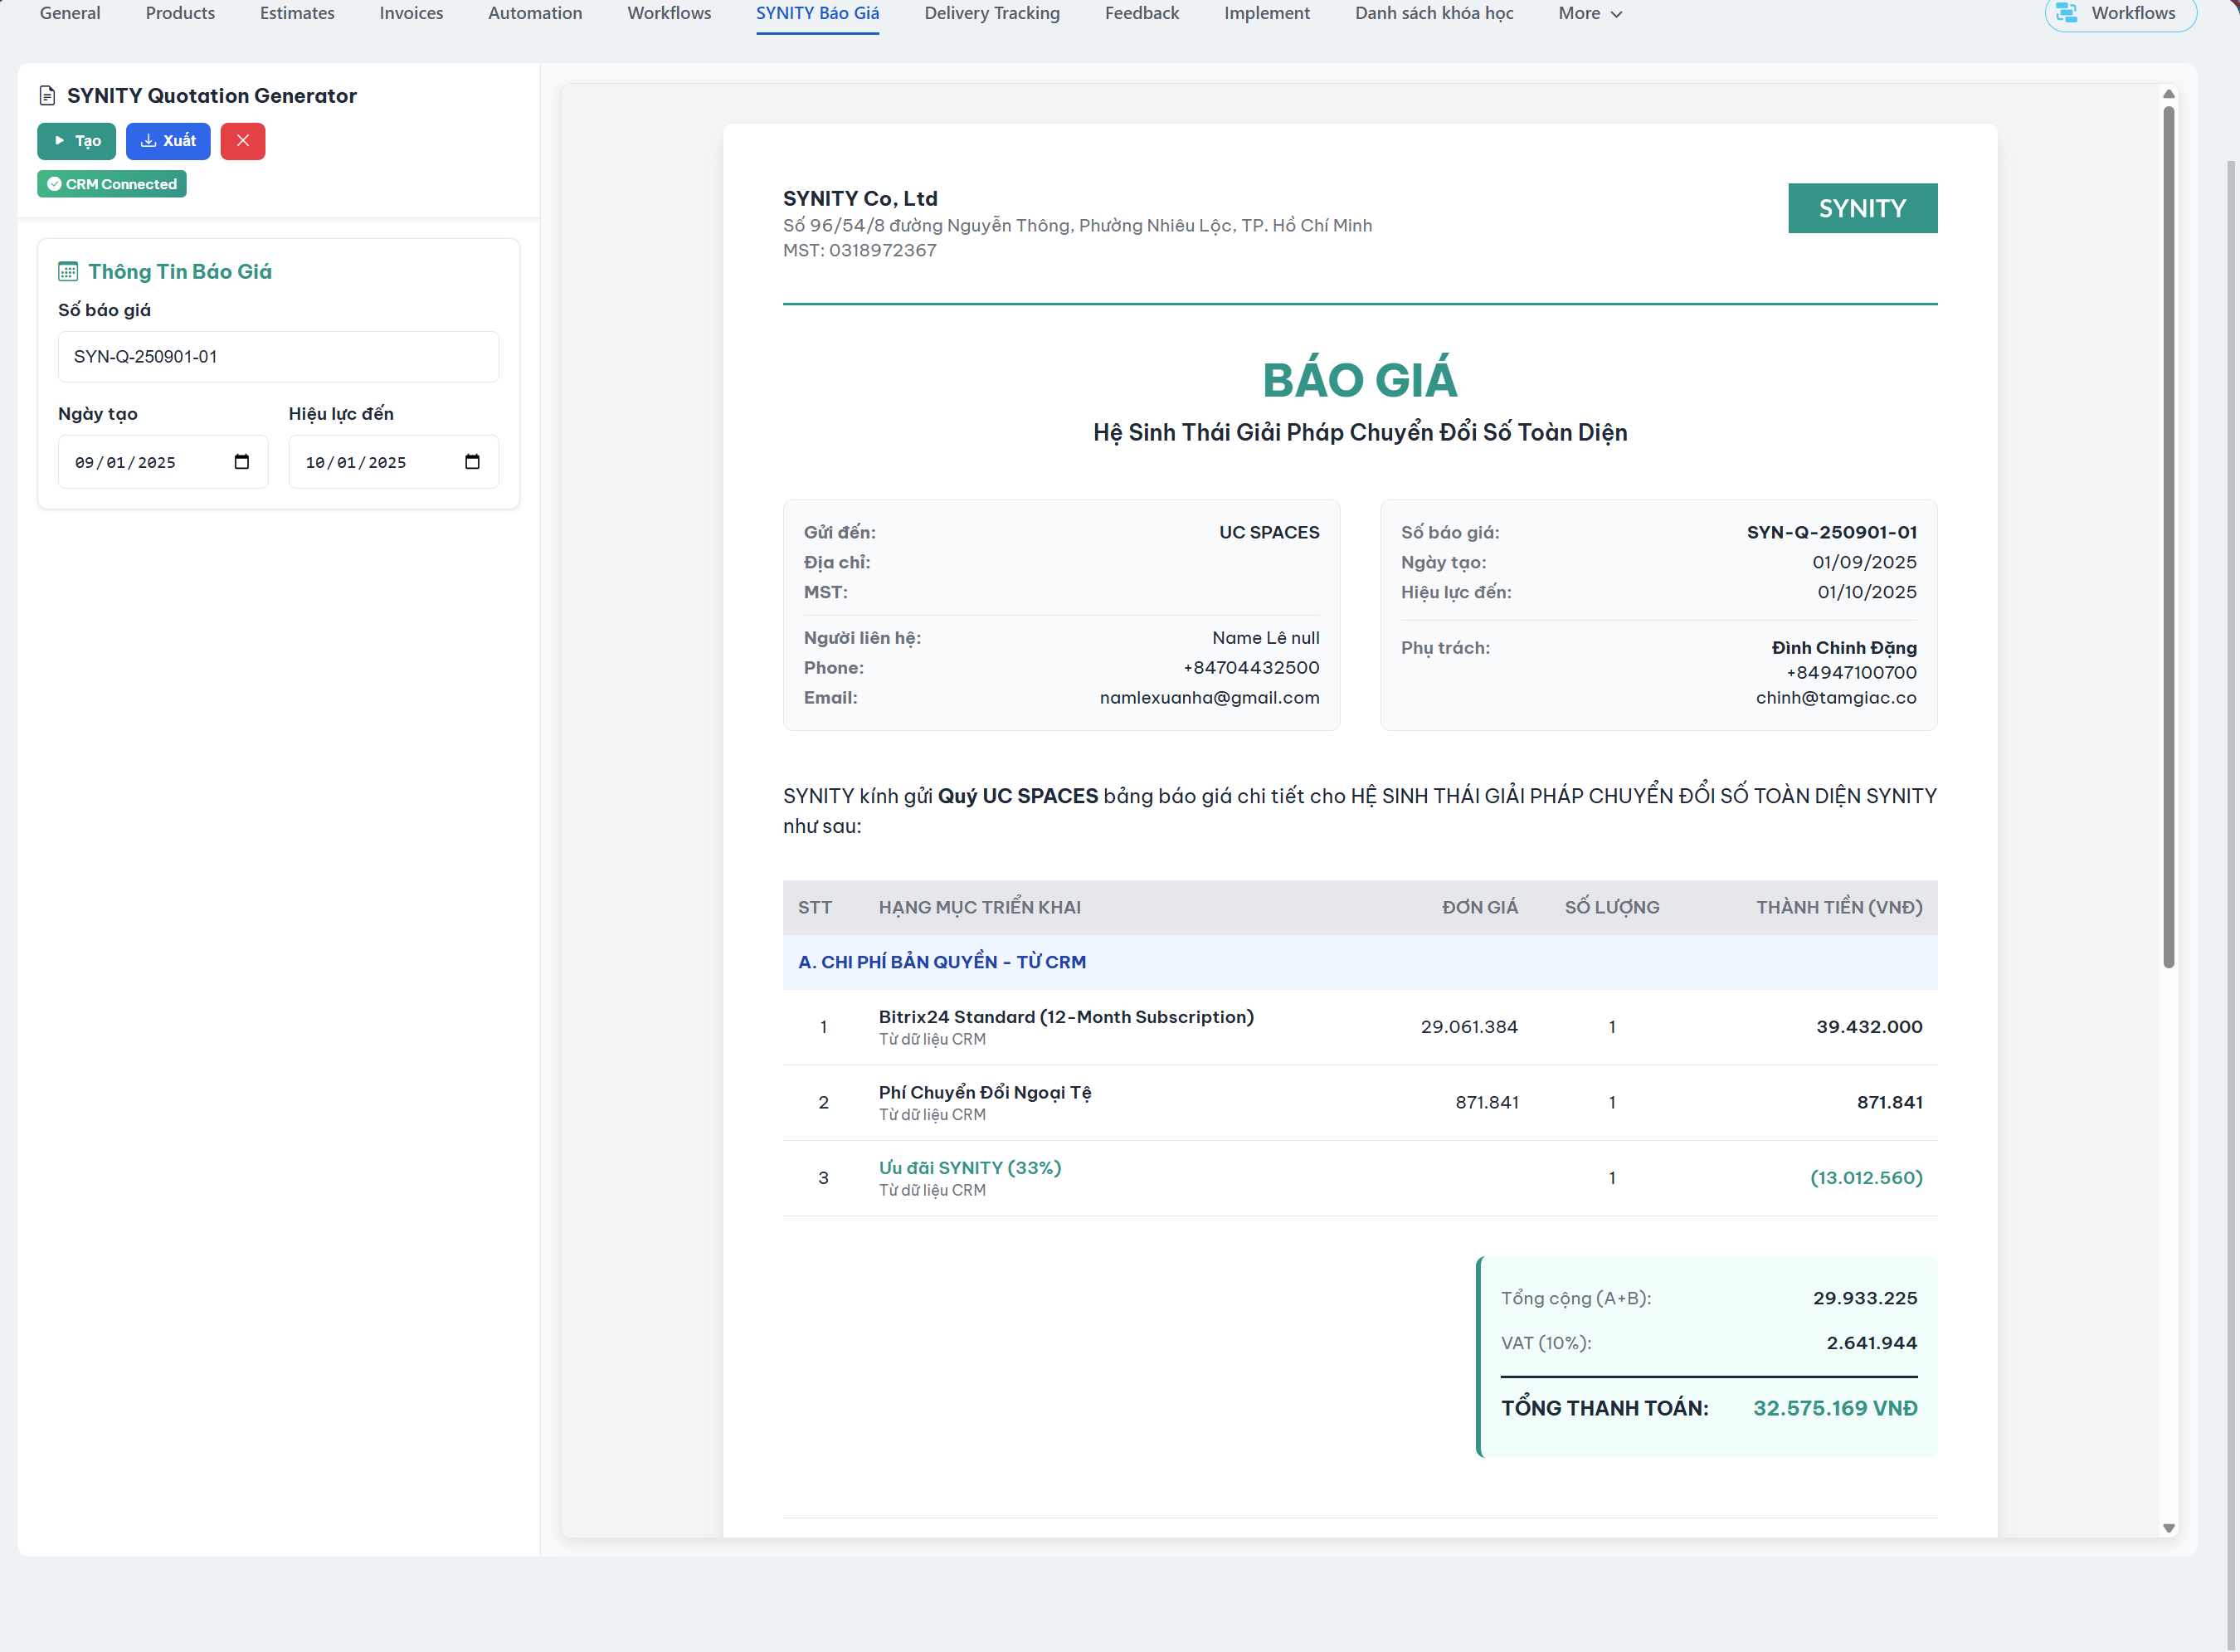 General Products Estimates Invoices Automation Workflows SYNITY Báo Giá Delivery Tracking Feedback Implement Danh sách khóa học More Workflows
SYNITY Quotation Generator
Tạo Xuất
CRM Connected
Thông Tin Báo Giá
Số báo giá
SYN-Q-250901-01
Ngày tạo Hiệu lực đến
09/01/2025 10/01/2025
SYNITY Co, Ltd
Số 96/54/8 đường Nguyễn Thông, Phường Nhiêu Lộc, TP. Hồ Chí Minh
MST: 0318972367
SYNITY
BÁO GIÁ
Hệ Sinh Thái Giải Pháp Chuyển Đổi Số Toàn Diện
Gửi đến: UC SPACES
Địa chỉ:
MST:
Người liên hệ: Name Lê null
Phone: +84704432500
Email: namlexuanha@gmail.com
Số báo giá: SYN-Q-250901-01
Ngày tạo: 01/09/2025
Hiệu lực đến: 01/10/2025
Phụ trách: Đình Chinh Đặng
+84947100700
chinh@tamgiac.co
SYNITY kính gửi Quý UC SPACES bảng báo giá chi tiết cho HỆ SINH THÁI GIẢI PHÁP CHUYỂN ĐỔI SỐ TOÀN DIỆN SYNITY
như sau:
STT HẠNG MỤC TRIỂN KHAI ĐƠN GIÁ SỐ LƯỢNG THÀNH TIỀN (VNĐ)
A. CHI PHÍ BẢN QUYỀN - TỪ CRM
1 Bitrix24 Standard (12-Month Subscription) 29.061.384 1 39.432.000
Từ dữ liệu CRM
2 Phí Chuyển Đổi Ngoại Tệ 871.841 1 871.841
Từ dữ liệu CRM
3 Ưu đãi SYNITY (33%) 1 (13.012.560)
Từ dữ liệu CRM
Tổng cộng (A+B): 29.933.225
VAT (10%): 2.641.944
TỔNG THANH TOÁN: 32.575.169 VNĐ